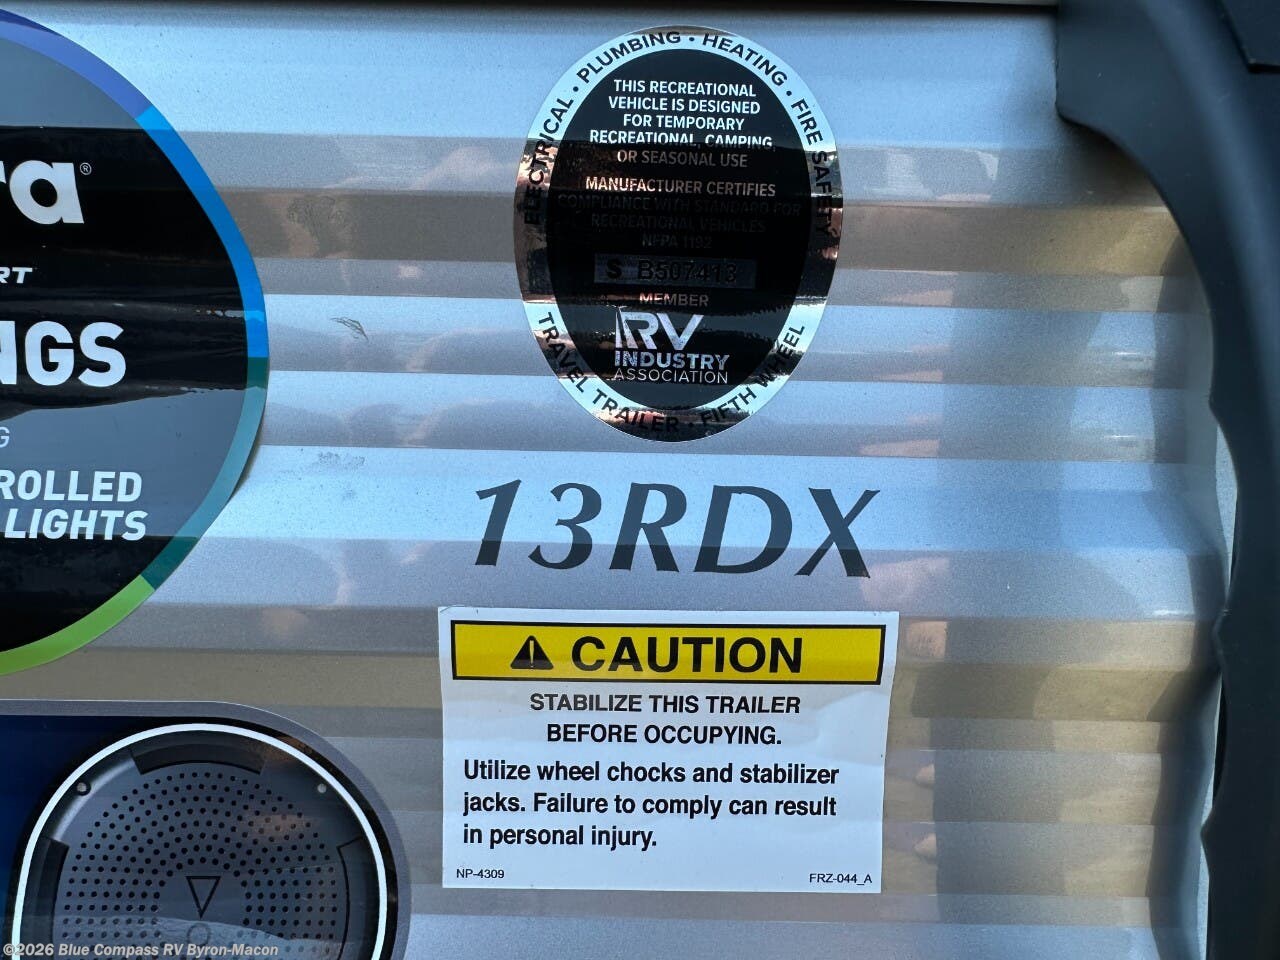 ra®
RT
NGS
G
ROLLED
LIGHTS
ELECTRICAL • PLUMBING • HEATING • FIRE SAFETY
THIS RECREATIONAL
VEHICLE IS DESIGNED
FOR TEMPORARY
RECREATIONAL, CAMPING,
OR SEASONAL USE
MANUFACTURER CERTIFIES
COMPLIANCE WITH STANDARD FOR
RECREATIONAL VEHICLES
NFPA 1192
S B507413
MEMBER
RV
INDUSTRY
ASSOCIATION
TRAVEL TRAILER • FIFTH WHEEL
13RDX
CAUTION
STABILIZE THIS TRAILER
BEFORE OCCUPYING.
Utilize wheel chocks and stabilizer
jacks. Failure to comply can result
in personal injury.
NP-4309
FRZ-044_A
©2026 Blue Compass RV Byron-Macon